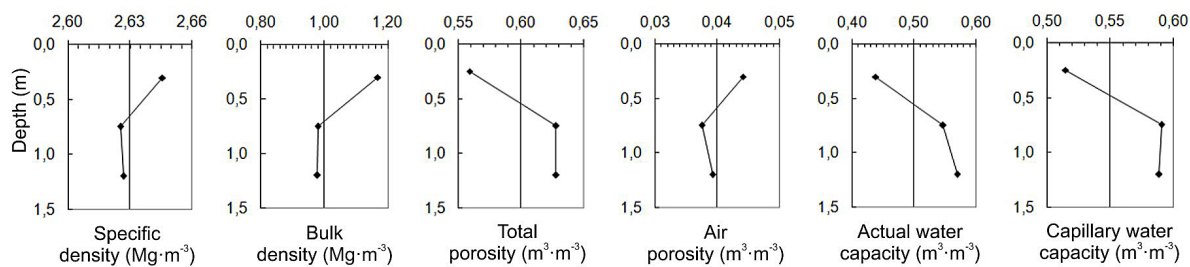 2,60 2,63 2,66
0,80 1,00 1,20
0,55 0,60 0,65
0,03 0,04 0,05
0,40 0,50 0,60
0,50 0,55 0,60
Depth (m)
0,0
0,5
1,0
1,5
0,0
0,5
1,0
1,5
0,0
0,5
1,0
1,5
0,0
0,5
1,0
1,5
0,0
0,5
1,0
1,5
0,0
0,5
1,0
1,5
Specific
density (Mg·m⁻³)
Bulk
density (Mg·m⁻³)
Total
porosity (m³·m⁻³)
Air
porosity (m³·m⁻³)
Actual water
capacity (m³·m⁻³)
Capillary water
capacity (m³·m⁻³)